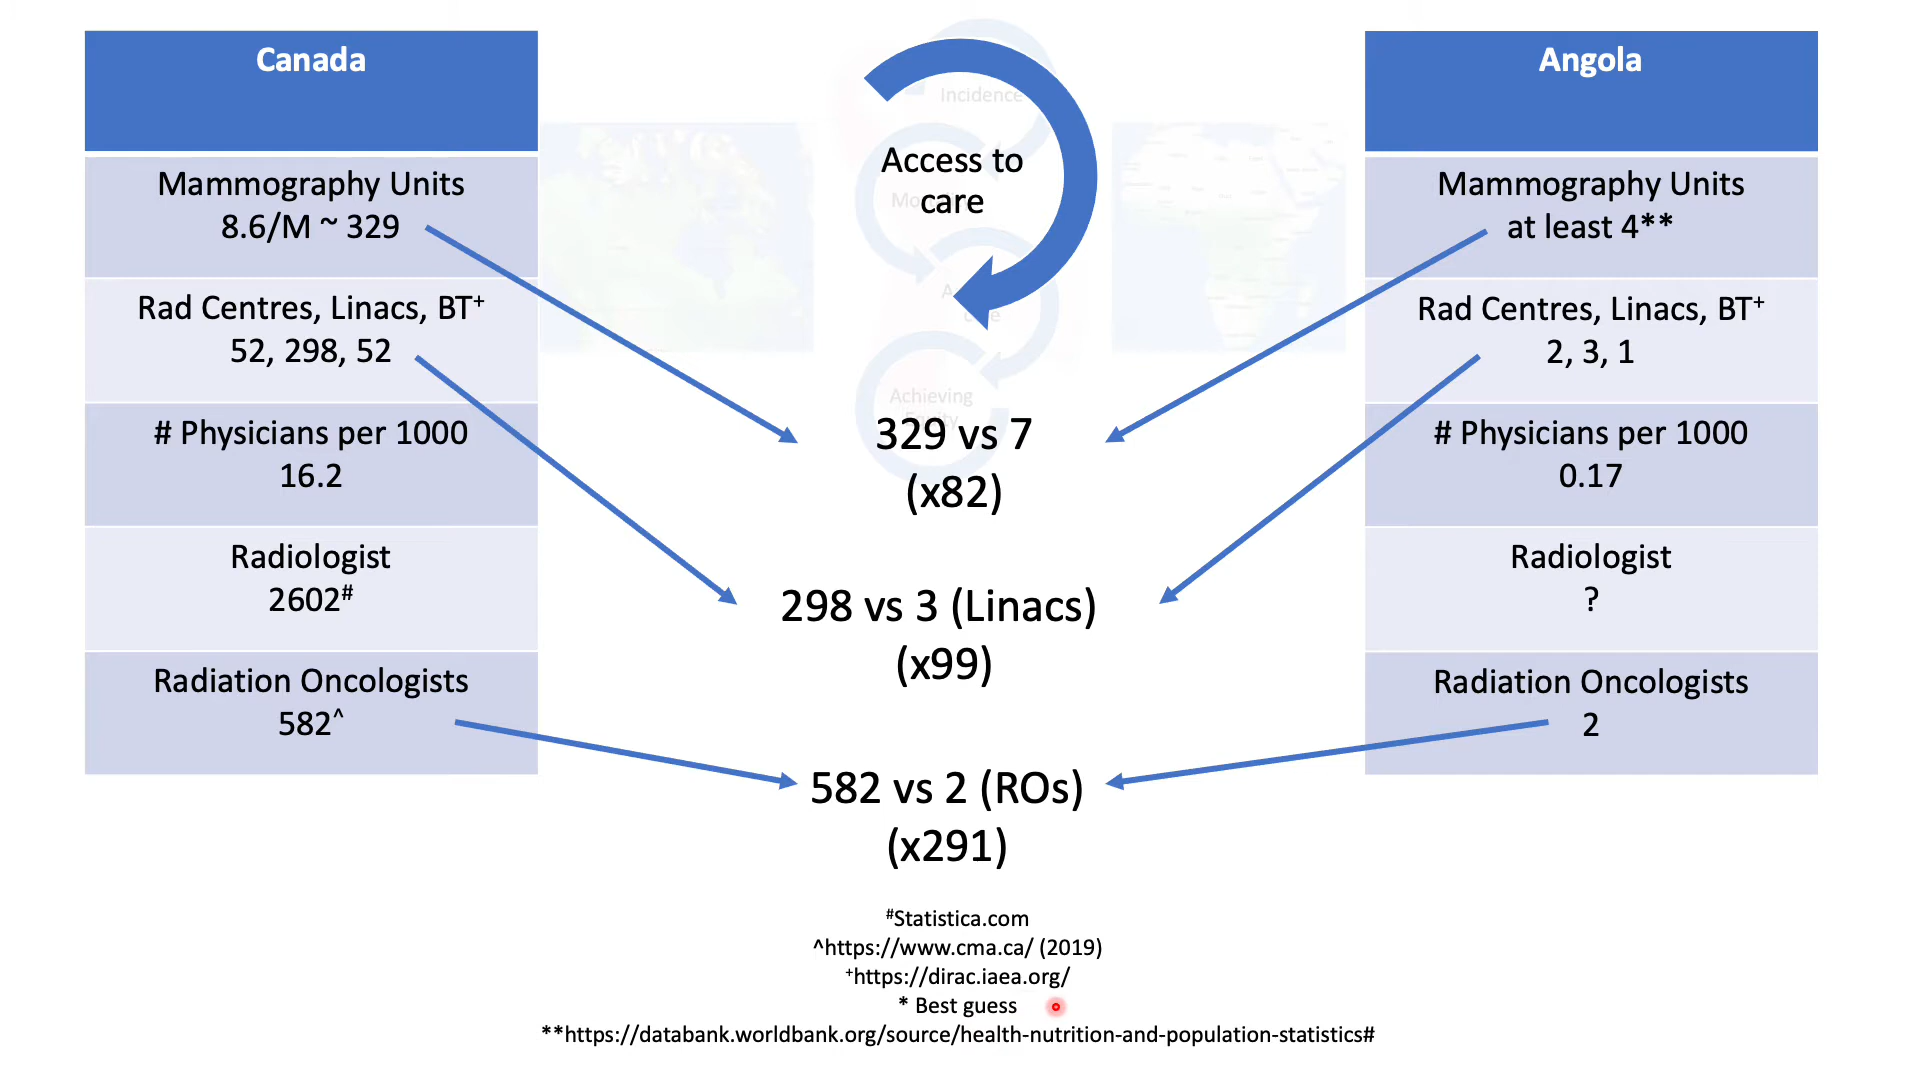 Canada
Mammography Units
8.6/M ~ 329
Rad Centres, Linacs, BT⁺
52, 298, 52
# Physicians per 1000
16.2
Radiologist
2602#
Radiation Oncologists
582^
Incidence
Access to
care
Achieving
329 vs 7
(x82)
298 vs 3 (Linacs)
(x99)
582 vs 2 (ROs)
(x291)
Angola
Mammography Units
at least 4**
Rad Centres, Linacs, BT⁺
2, 3, 1
# Physicians per 1000
0.17
Radiologist
?
Radiation Oncologists
2
#Statistica.com
^https://www.cma.ca/ (2019)
⁺https://dirac.iaea.org/
* Best guess
**https://databank.worldbank.org/source/health-nutrition-and-population-statistics#